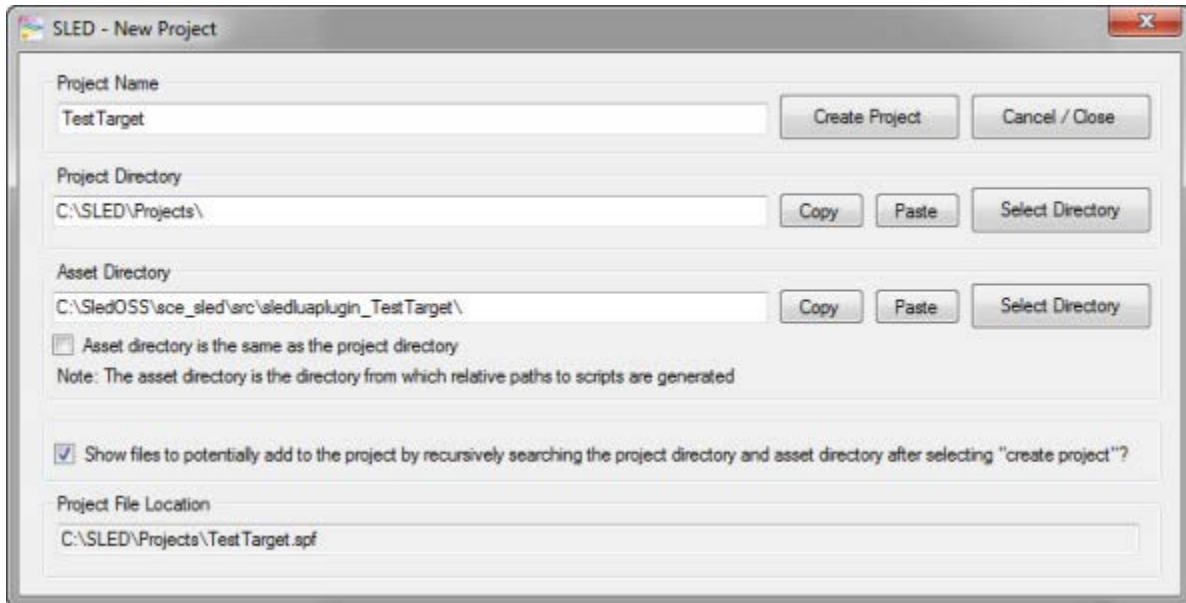 SLED - New Project
Project Name
TestTarget
Create Project
Cancel / Close
Project Directory
C:\SLED\Projects\
Copy
Paste
Select Directory
Asset Directory
C:\SledOSS\sce_sled\src\sledluaplugin_TestTarget\
Copy
Paste
Select Directory
Asset directory is the same as the project directory
Note: The asset directory is the directory from which relative paths to scripts are generated
Show files to potentially add to the project by recursively searching the project directory and asset directory after selecting "create project"?
Project File Location
C:\SLED\Projects\TestTarget.spf